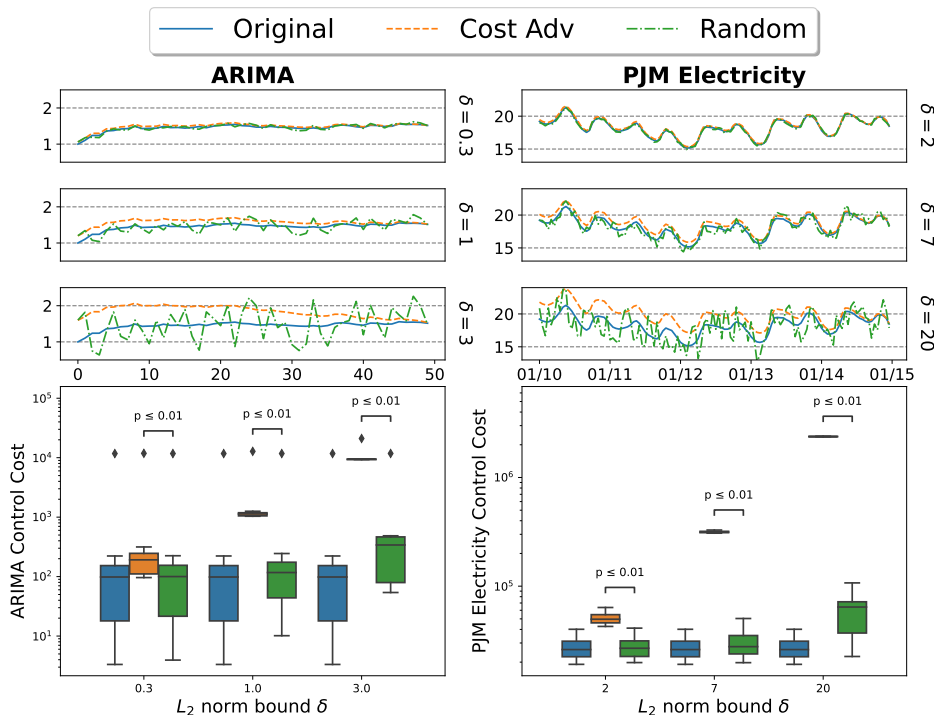 Original Cost Adv Random
ARIMA
2
1
δ = 0.3
2
1
δ = 1
2
1
δ = 3
0 10 20 30 40 50
PJM Electricity
20
15
δ = 2
20
15
δ = 7
20
15
δ = 20
01/10 01/11 01/12 01/13 01/14 01/15
ARIMA Control Cost
10⁵
10⁴
10³
10²
10¹
p ≤ 0.01
p ≤ 0.01
p ≤ 0.01
0.3 1.0 3.0
L₂ norm bound δ
PJM Electricity Control Cost
10⁶
10⁵
p ≤ 0.01
p ≤ 0.01
p ≤ 0.01
2 7 20
L₂ norm bound δ